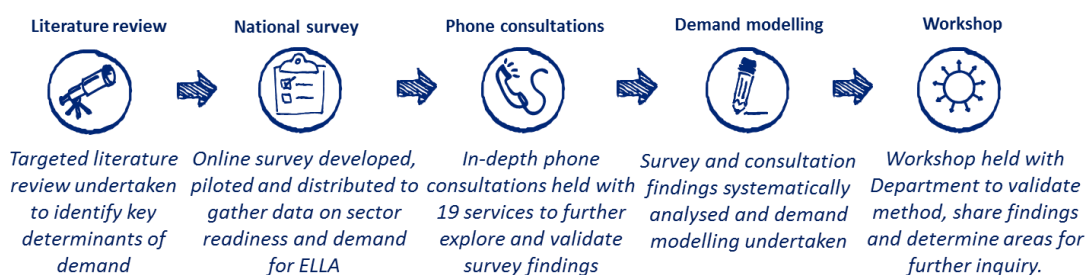 Literature review
National survey
Phone consultations
Demand modelling
Workshop
Targeted literature
review undertaken
to identify key
determinants of
demand
Online survey developed,
piloted and distributed to
gather data on sector
readiness and demand
for ELLA
In-depth phone
consultations held with
19 services to further
explore and validate
survey findings
Survey and consultation
findings systematically
analysed and demand
modelling undertaken
Workshop held with
Department to validate
method, share findings
and determine areas for
further inquiry.